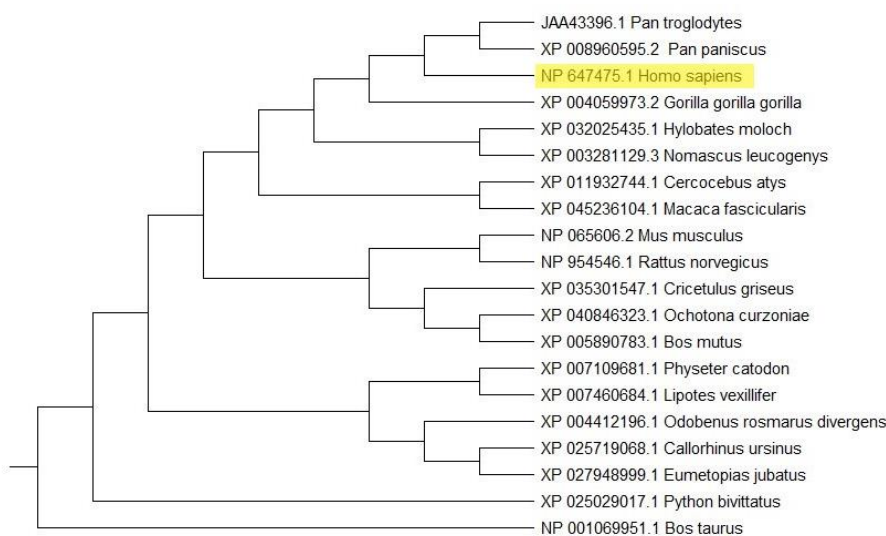 JAA43396.1 Pan troglodytes
XP 008960595.2 Pan paniscus
NP 647475.1 Homo sapiens
XP 004059973.2 Gorilla gorilla gorilla
XP 032025435.1 Hylobates moloch
XP 003281129.3 Nomascus leucogenys
XP 011932744.1 Cercocebus atys
XP 045236104.1 Macaca fascicularis
NP 065606.2 Mus musculus
NP 954546.1 Rattus norvegicus
XP 035301547.1 Cricetulus griseus
XP 040846323.1 Ochotona curzoniae
XP 005890783.1 Bos mutus
XP 007109681.1 Physeter catodon
XP 007460684.1 Lipotes vexillifer
XP 004412196.1 Odobenus rosmarus divergens
XP 025719068.1 Callorhinus ursinus
XP 027948999.1 Eumetopias jubatus
XP 025029017.1 Python bivittatus
NP 001069951.1 Bos taurus